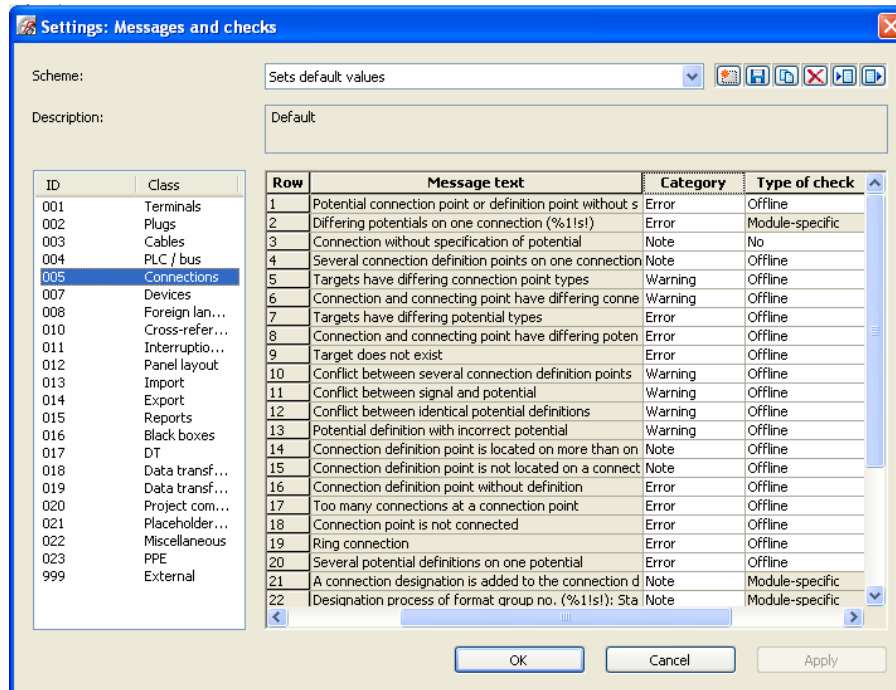 Settings: Messages and checks
Scheme:
Sets default values
Description:
Default
ID Class
001 Terminals
002 Plugs
003 Cables
004 PLC / bus
005 Connections
007 Devices
008 Foreign lan...
010 Cross-refer...
011 Interruptio...
012 Panel layout
013 Import
014 Export
015 Reports
016 Black boxes
017 DT
018 Data transf...
019 Data transf...
020 Project com...
021 Placeholder...
022 Miscellaneous
023 PPE
999 External
Row Message text Category Type of check
1 Potential connection point or definition point without s Error Offline
2 Differing potentials on one connection (%1!s!) Error Module-specific
3 Connection without specification of potential Note No
4 Several connection definition points on one connection Note Offline
5 Targets have differing connection point types Warning Offline
6 Connection and connecting point have differing conne Warning Offline
7 Targets have differing potential types Error Offline
8 Connection and connecting point have differing poten Error Offline
9 Target does not exist Error Offline
10 Conflict between several connection definition points Warning Offline
11 Conflict between signal and potential Warning Offline
12 Conflict between identical potential definitions Warning Offline
13 Potential definition with incorrect potential Warning Offline
14 Connection definition point is located on more than on Note Offline
15 Connection definition point is not located on a connect Note Offline
16 Connection definition point without definition Error Offline
17 Too many connections at a connection point Error Offline
18 Connection point is not connected Error Offline
19 Ring connection Error Offline
20 Several potential definitions on one potential Error Offline
21 A connection designation is added to the connection d Note Module-specific
22 Designation process of format group no. (%1!s!): Sta Note Module-specific
OK Cancel Apply